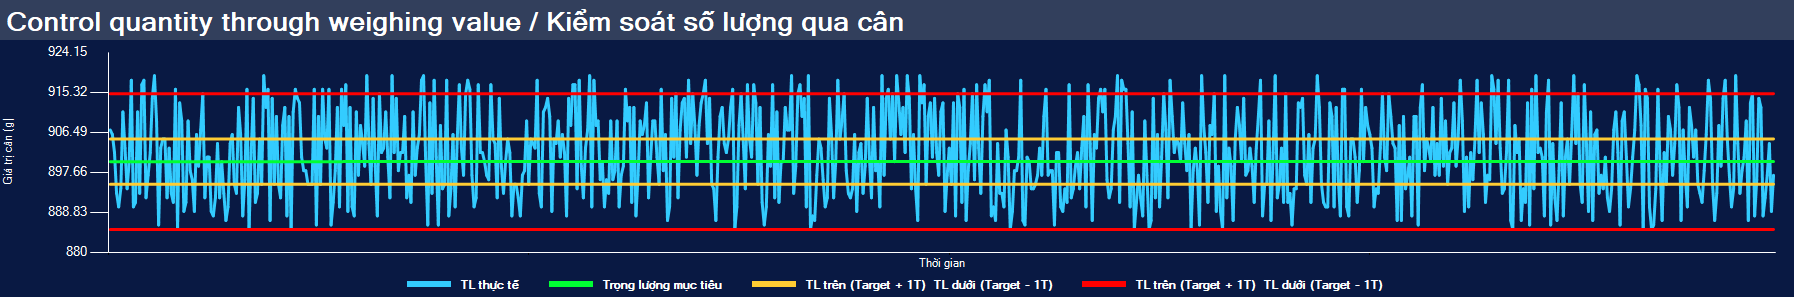 Control quantity through weighing value / Kiểm soát số lượng qua cân
924.15
915.32
906.49
897.66
888.83
880
Giá trị cân (g)
Thời gian
TL thực tế
Trọng lượng mục tiêu
TL trên (Target + 1T) TL dưới (Target - 1T)
TL trên (Target + 1T) TL dưới (Target - 1T)